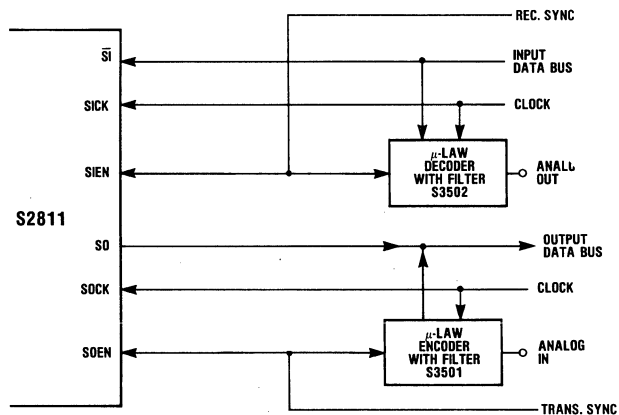 REC. SYNC
SI
INPUT
DATA BUS
SICK
CLOCK
μ-LAW
DECODER
WITH FILTER
S3502
SIEN
OUT
S2811
SO
OUTPUT
DATA BUS
SOCK
CLOCK
μ-LAW
ENCODER
WITH FILTER
S3501
SOEN
ANALOG
IN
TRANS. SYNC